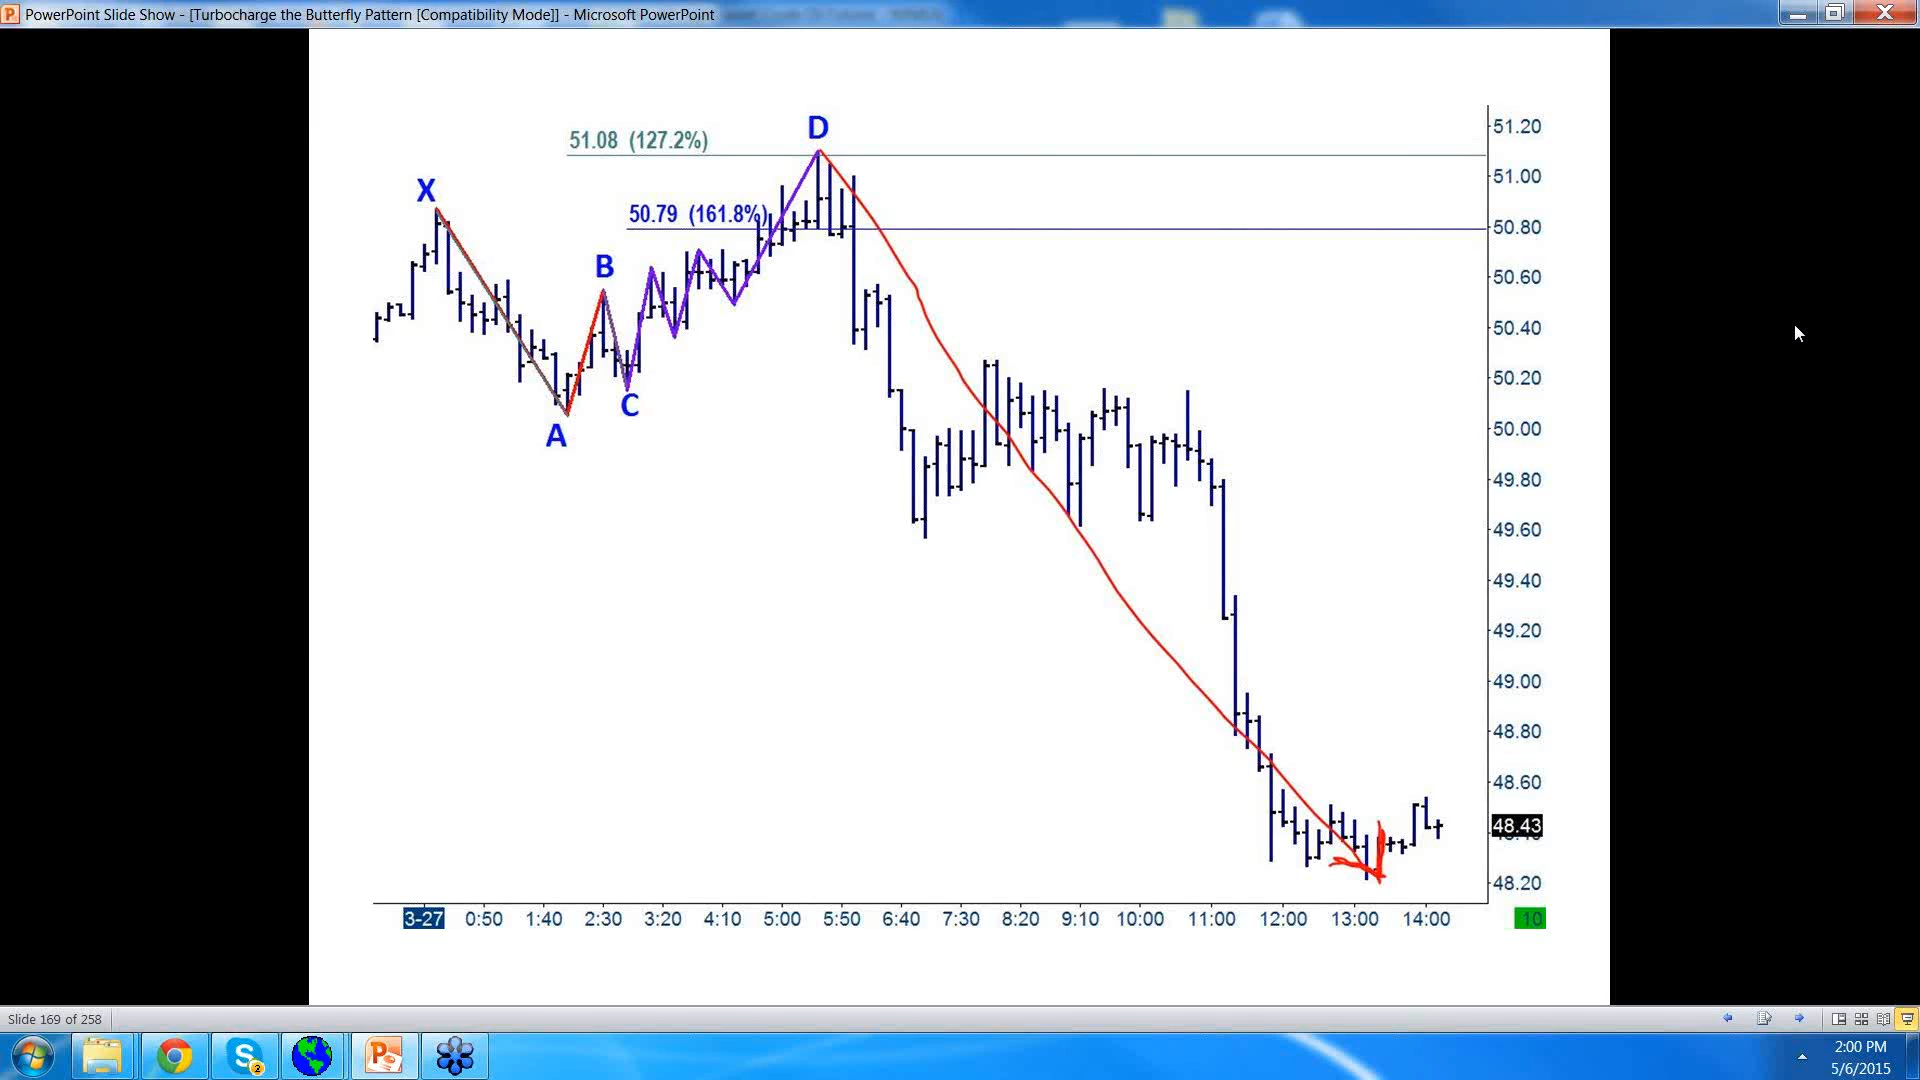 PowerPoint Slide Show - [Turbocharge the Butterfly Pattern [Compatibility Mode]] - Microsoft PowerPoint
D
51.08 (127.2%)
X
50.79 (161.8%)
B
C
A
51.20
51.00
50.80
50.60
50.40
50.20
50.00
49.80
49.60
49.40
49.20
49.00
48.80
48.60
48.43
48.20
3-27 0:50 1:40 2:30 3:20 4:10 5:00 5:50 6:40 7:30 8:20 9:10 10:00 11:00 12:00 13:00 14:00 10
Slide 169 of 258
2
2:00 PM
5/6/2015